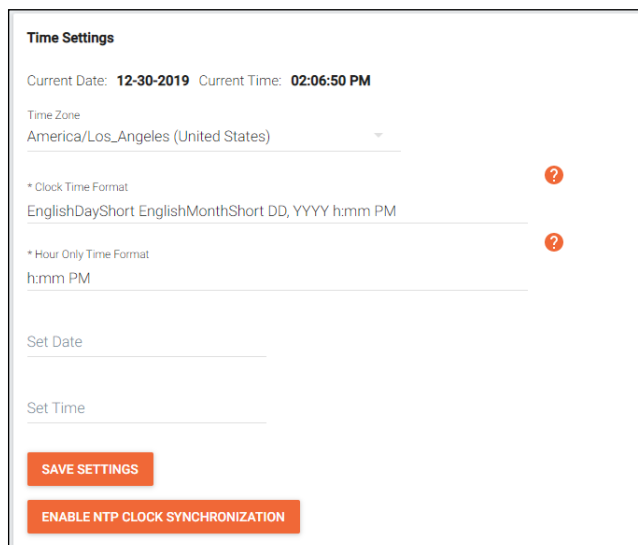 Time Settings
Current Date: 12-30-2019 Current Time: 02:06:50 PM
Time Zone
America/Los_Angeles (United States)
* Clock Time Format
?
EnglishDayShort EnglishMonthShort DD, YYYY h:mm PM
* Hour Only Time Format
?
h:mm PM
Set Date
Set Time
SAVE SETTINGS
ENABLE NTP CLOCK SYNCHRONIZATION